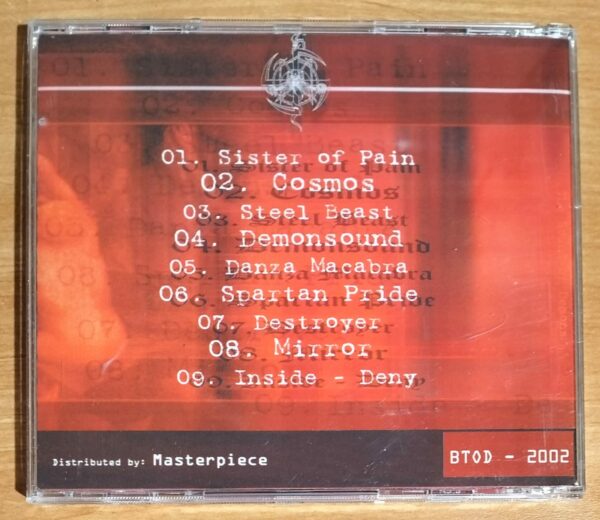 01. Sister of Pain
02. Cosmos
03. Steel Beast
04. Demonsound
05. Danza Macabra
06. Spartan Pride
07. Destroyer
08. Mirror
09. Inside - Deny
Distributed by: Masterpiece
BTOD - 2002